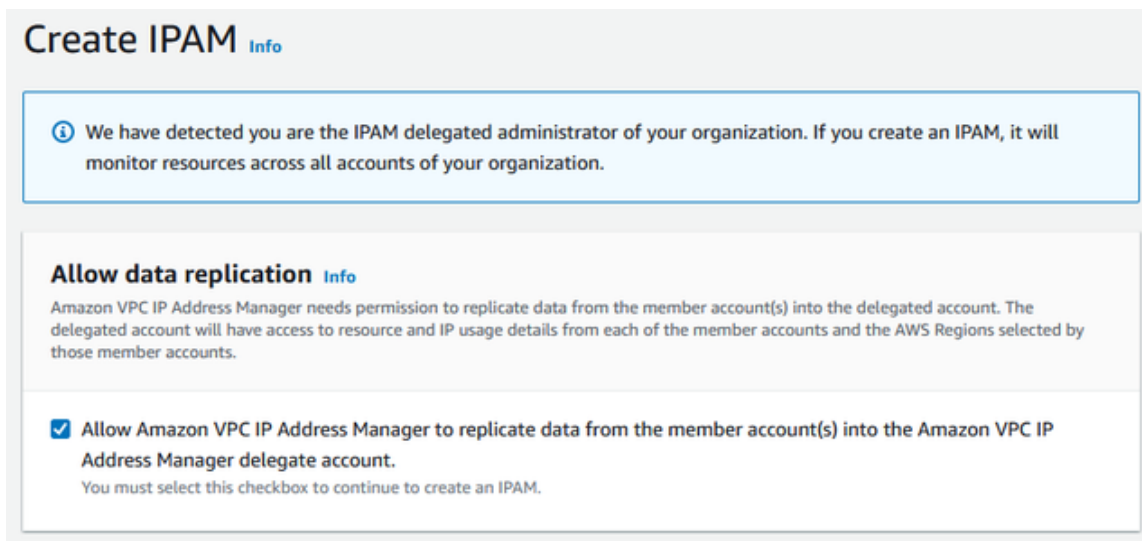 Create IPAM Info
We have detected you are the IPAM delegated administrator of your organization. If you create an IPAM, it will
monitor resources across all accounts of your organization.
Allow data replication Info
Amazon VPC IP Address Manager needs permission to replicate data from the member account(s) into the delegated account. The
delegated account will have access to resource and IP usage details from each of the member accounts and the AWS Regions selected by
those member accounts.
Allow Amazon VPC IP Address Manager to replicate data from the member account(s) into the Amazon VPC IP
Address Manager delegate account.
You must select this checkbox to continue to create an IPAM.